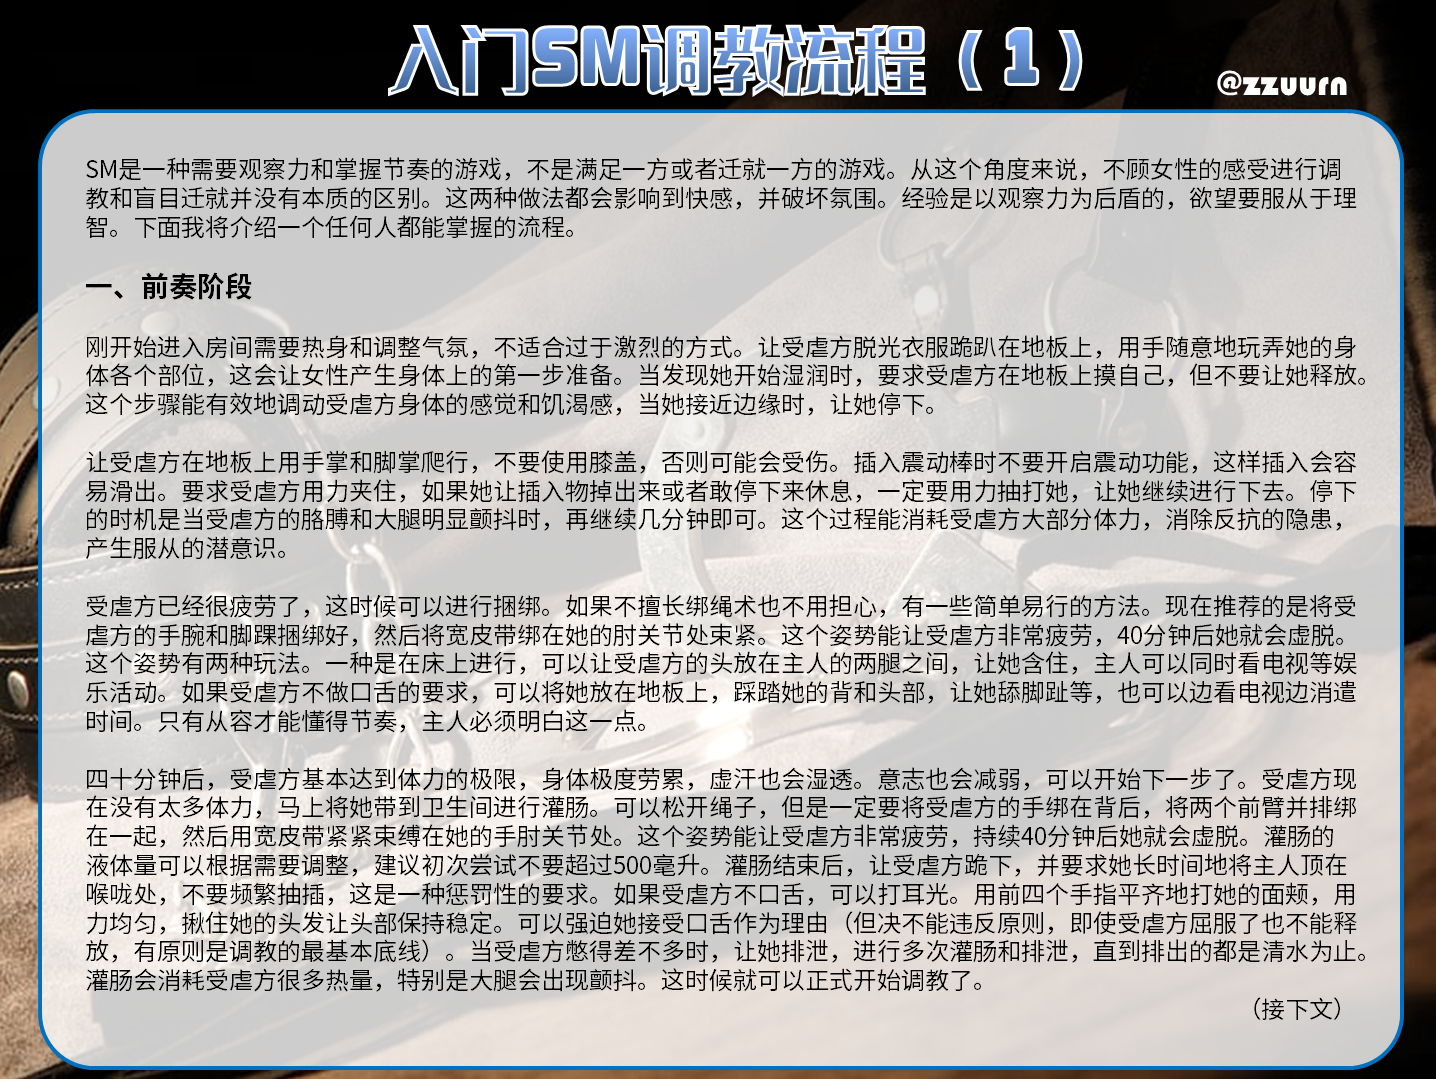 入门SM调教流程（1）
@zzuurn
SM是一种需要观察力和掌握节奏的游戏，不是满足一方或者迁就一方的游戏。从这个角度来说，不顾女性的感受进行调
教和盲目迁就并没有本质的区别。这两种做法都会影响到快感，并破坏氛围。经验是以观察力为后盾的，欲望要服从于理
智。下面我将介绍一个任何人都能掌握的流程。
一、前奏阶段
刚开始进入房间需要热身和调整气氛，不适合过于激烈的方式。让受虐方脱光衣服跪趴在地板上，用手随意地玩弄她的身
体各个部位，这会让女性产生身体上的第一步准备。当发现她开始湿润时，要求受虐方在地板上摸自己，但不要让她释放。
这个步骤能有效地调动受虐方身体的感觉和饥渴感，当她接近边缘时，让她停下。
让受虐方在地板上用手掌和脚掌爬行，不要使用膝盖，否则可能会受伤。插入震动棒时不要开启震动功能，这样插入会容
易滑出。要求受虐方用力夹住，如果她让插入物掉出来或者敢停下来休息，一定要用力抽打她，让她继续进行下去。停下
的时机是当受虐方的胳膊和大腿明显颤抖时，再继续几分钟即可。这个过程能消耗受虐方大部分体力，消除反抗的隐患，
产生服从的潜意识。
受虐方已经很疲劳了，这时候可以进行捆绑。如果不擅长绑绳术也不用担心，有一些简单易行的方法。现在推荐的是将受
虐方的手腕和脚踝捆绑好，然后将宽皮带绑在她的肘关节处束紧。这个姿势能让受虐方非常疲劳，40分钟后她就会虚脱。
这个姿势有两种玩法。一种是在床上进行，可以让受虐方的头放在主人的两腿之间，让她含住，主人可以同时看电视等娱
乐活动。如果受虐方不做口舌的要求，可以将她放在地板上，踩踏她的背和头部，让她舔脚趾等，也可以边看电视边消遣
时间。只有从容才能懂得节奏，主人必须明白这一点。
四十分钟后，受虐方基本达到体力的极限，身体极度劳累，虚汗也会湿透。意志也会减弱，可以开始下一步了。受虐方现
在没有太多体力，马上将她带到卫生间进行灌肠。可以松开绳子，但是一定要将受虐方的手绑在背后，将两个前臂并排绑
在一起，然后用宽皮带紧紧束缚在她的手肘关节处。这个姿势能让受虐方非常疲劳，持续40分钟后她就会虚脱。灌肠的
液体量可以根据需要调整，建议初次尝试不要超过500毫升。灌肠结束后，让受虐方跪下，并要求她长时间地将主人顶在
喉咙处，不要频繁抽插，这是一种惩罚性的要求。如果受虐方不口舌，可以打耳光。用前四个手指平齐地打她的面颊，用
力均匀，揪住她的头发让头部保持稳定。可以强迫她接受口舌作为理由（但决不能违反原则，即使受虐方屈服了也不能释
放，有原则是调教的最基本底线）。当受虐方憋得差不多时，让她排泄，进行多次灌肠和排泄，直到排出的都是清水为止。
灌肠会消耗受虐方很多热量，特别是大腿会出现颤抖。这时候就可以正式开始调教了。
（接下文）